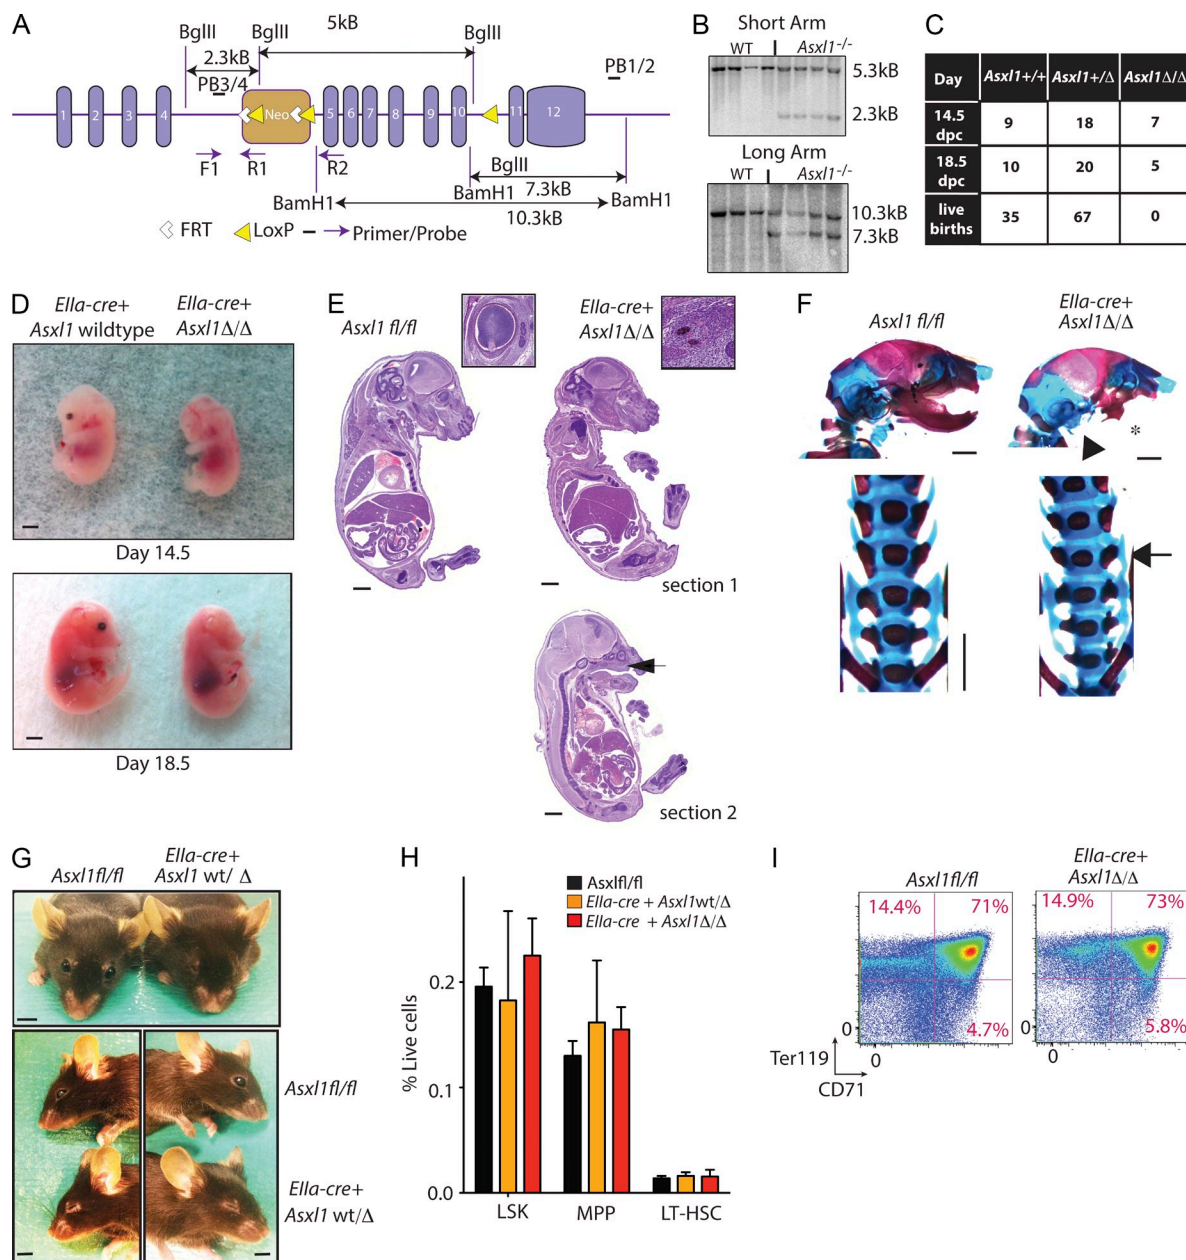 A
BglII
BglII
5kB
BglII
2.3kB
PB3/4
PB1/2
1 2 3 4 Neo 5 6 7 8 9 10 11 12
F1 R1 R2
BglII
BamH1 7.3kB
BamH1 10.3kB BamH1
FRT LoxP Primer/Probe
B
Short Arm
WT Asxl1-/-
5.3kB
2.3kB
Long Arm
WT Asxl1-/-
10.3kB
7.3kB
C
Day Asxl1+/+ Asxl1+/Δ Asxl1Δ/Δ
14.5 dpc 9 18 7
18.5 dpc 10 20 5
live births 35 67 0
D
EIIa-cre+ Asxl1 wildtype
EIIa-cre+ Asxl1Δ/Δ
Day 14.5
Day 18.5
E
Asxl1 fl/fl
EIIa-cre+ Asxl1Δ/Δ
section 1
section 2
F
Asxl1 fl/fl
EIIa-cre+ Asxl1Δ/Δ
*
G
Asxl1fl/fl
EIIa-cre+ Asxl1 wt/ Δ
Asxl1fl/fl
EIIa-cre+
Asxl1 wt/Δ
H
Asxlfl/fl
EIIa-cre + Asxl1wt/Δ
EIIa-cre + Asxl1Δ/Δ
% Live cells
0.2
0.1
0.0
LSK MPP LT-HSC
I
Asxl1fl/fl
EIIa-cre+ Asxl1Δ/Δ
14.4% 71%
4.7%
0
0
14.9% 73%
5.8%
0
0
Ter119
CD71